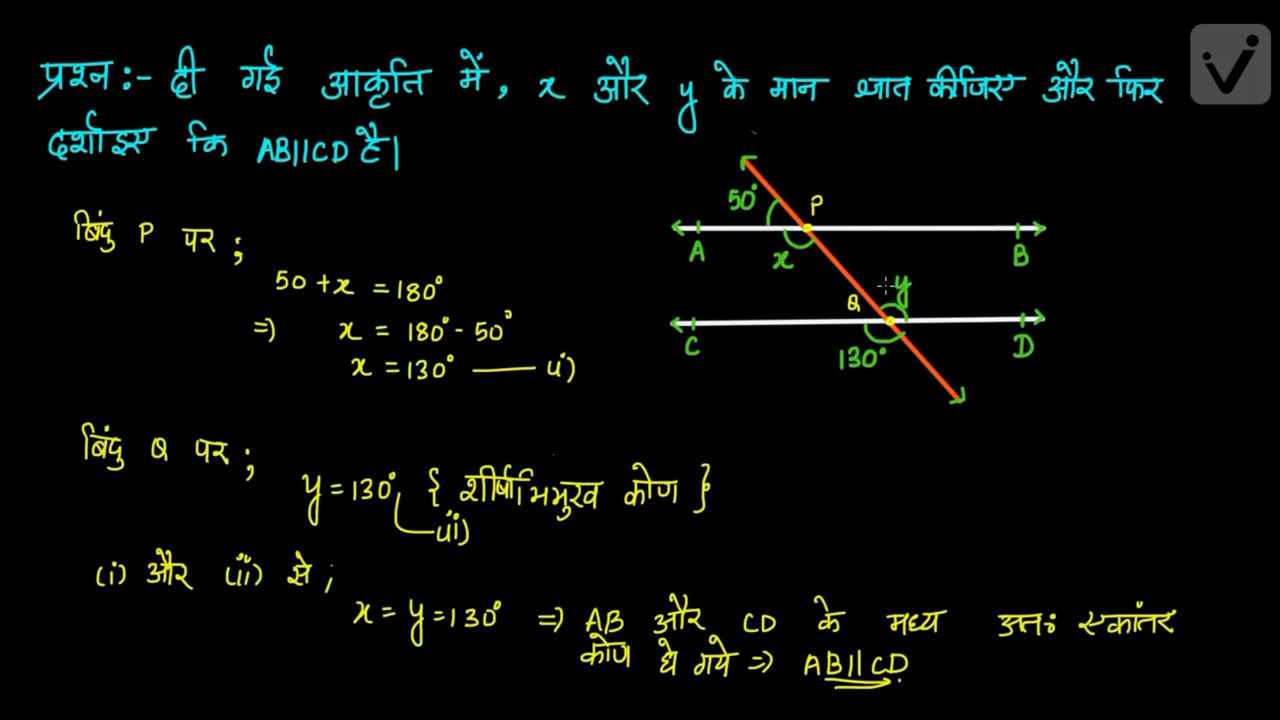 प्रश्न:- दी गई आकृति में, x और y के मान ज्ञात कीजिए और फिर
दर्शाइए कि AB||CD है।
50°
P
A
x
B
Q
y
C
130°
D
बिंदु P पर ;
50 + x = 180°
=> x = 180° - 50°
x = 130° —— (i)
बिंदु Q पर ;
y = 130° { शीर्षाभिमुख कोण }
(ii)
(i) और (ii) से ;
x = y = 130° => AB और CD के मध्य अंतः एकांतर
कोण
गये => AB||CD